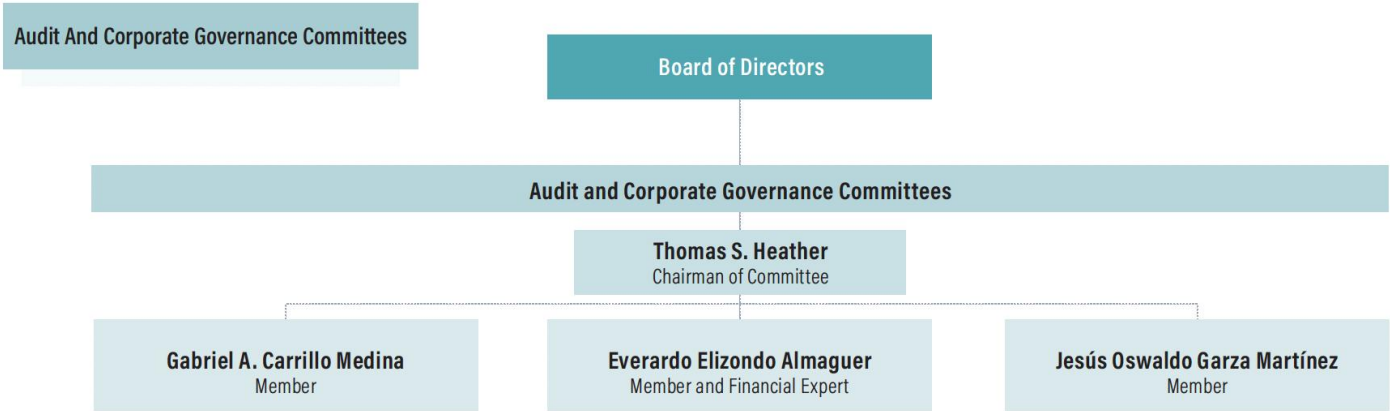 Audit And Corporate Governance Committees
Board of Directors
Audit and Corporate Governance Committees
Thomas S. Heather
Chairman of Committee
Gabriel A. Carrillo Medina
Member
Everardo Elizondo Almaguer
Member and Financial Expert
Jesús Oswaldo Garza Martínez
Member